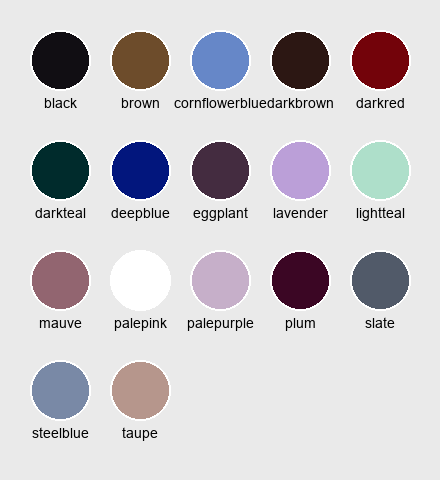 black brown cornflowerblue darkbrown darkred
darkteal deepblue eggplant lavender lightteal
mauve palepink palepurple plum slate
steelblue taupe